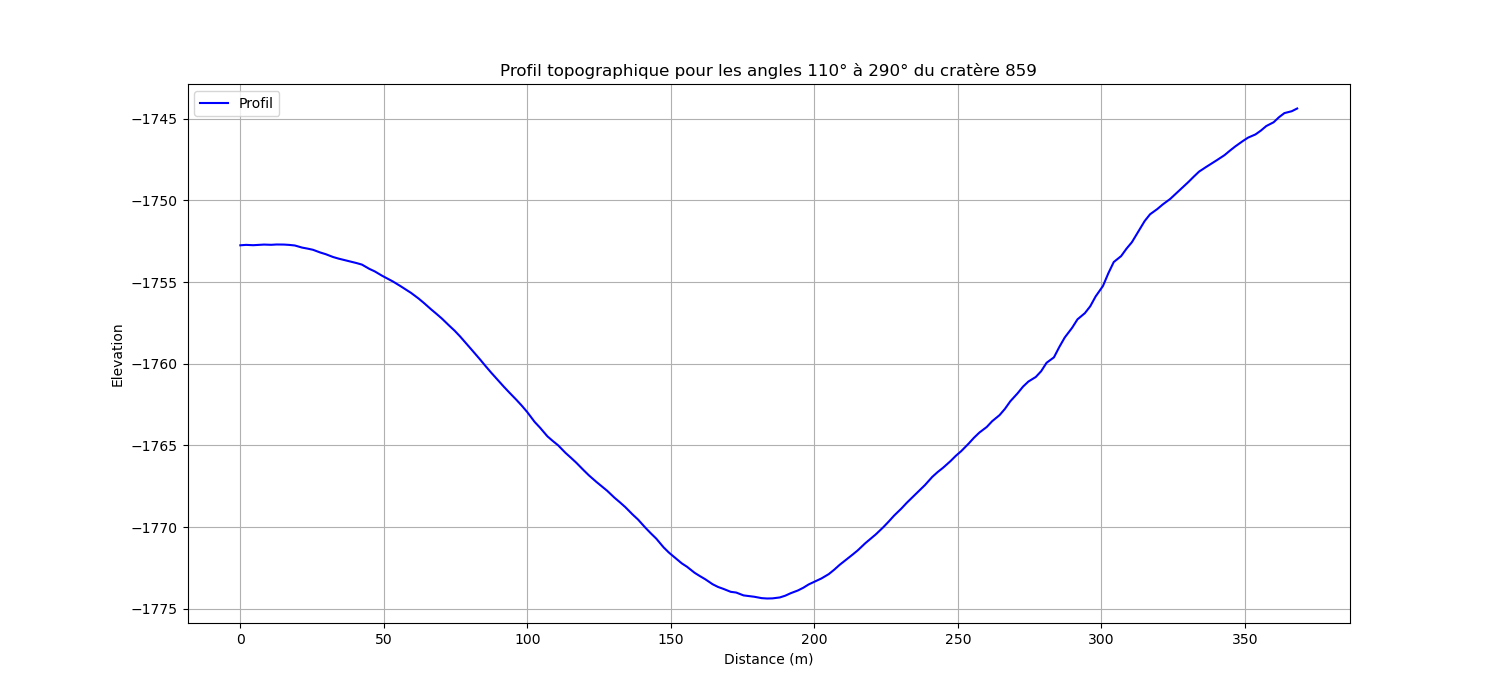 Profil topographique pour les angles 110° à 290° du cratère 859
Profil
−1745
−1750
−1755
−1760
−1765
−1770
−1775
Elevation
0 50 100 150 200 250 300 350
Distance (m)